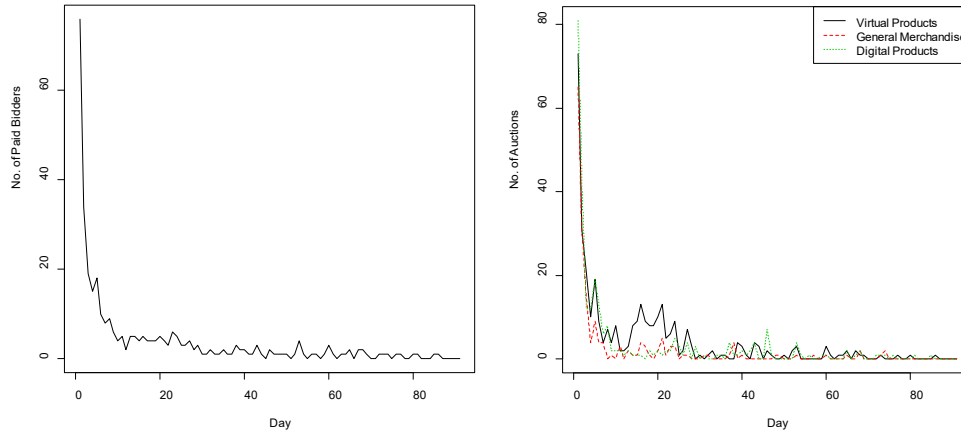 No. of Paid Bidders
60
40
20
0
0 20 40 60 80
Day
Virtual Products
General Merchandise
Digital Products
No. of Auctions
80
60
40
20
0
0 20 40 60 80
Day